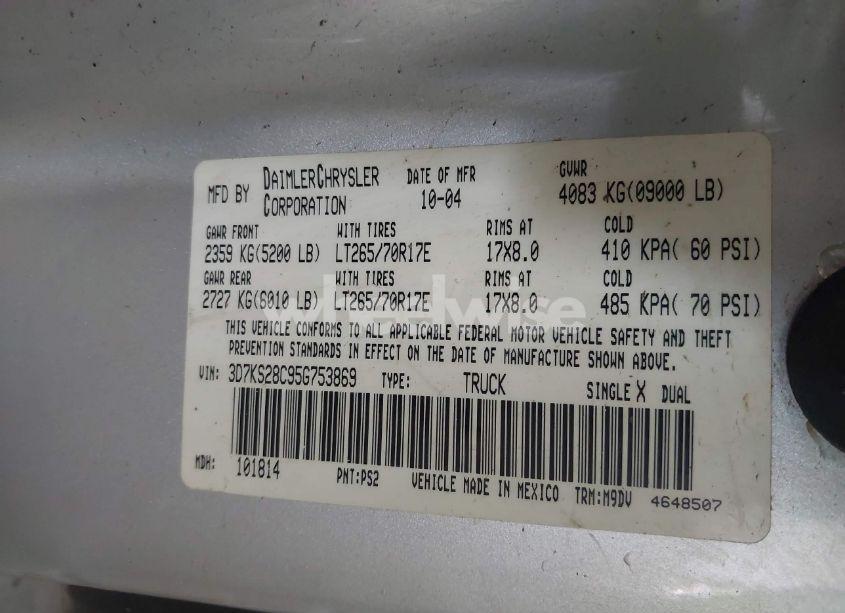 MFD BY DAIMLERCHRYSLER CORPORATION DATE OF MFR 10-04 GVWR 4083 KG(09000 LB)
GAWR FRONT WITH TIRES RIMS AT COLD
2359 KG(5200 LB) LT265/70R17E 17X8.0 410 KPA( 60 PSI)
GAWR REAR WITH TIRES RIMS AT COLD
2727 KG(6010 LB) LT265/70R17E 17X8.0 485 KPA( 70 PSI)
wheelwise
THIS VEHICLE CONFORMS TO ALL APPLICABLE FEDERAL MOTOR VEHICLE SAFETY AND THEFT
PREVENTION STANDARDS IN EFFECT ON THE DATE OF MANUFACTURE SHOWN ABOVE.
VIN: 3D7KS28C95G753869 TYPE: TRUCK SINGLE X DUAL
MDH: 101814 PNT:PS2 VEHICLE MADE IN MEXICO TRM:M9DV 4648507